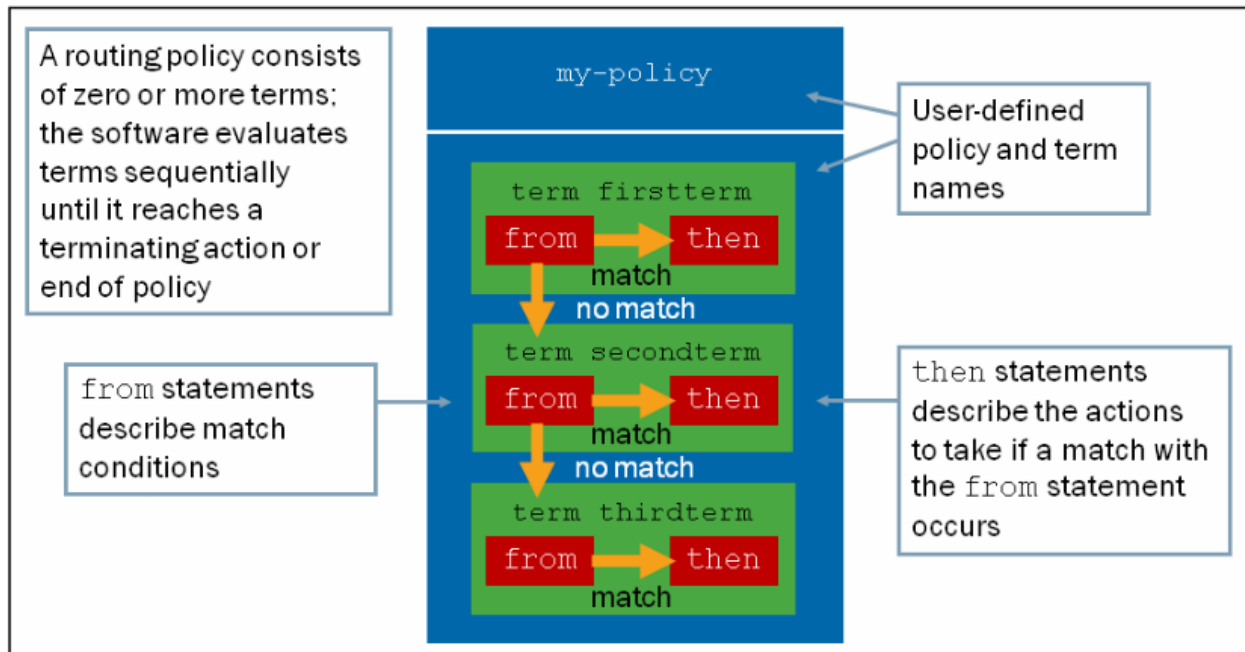 A routing policy consists
of zero or more terms;
the software evaluates
terms sequentially
until it reaches a
terminating action or
end of policy
my-policy
User-defined
policy and term
names
term firstterm
from
then
match
no match
term secondterm
from
then
match
no match
term thirdterm
from
then
match
from statements
describe match
conditions
then statements
describe the actions
to take if a match with
the from statement
occurs